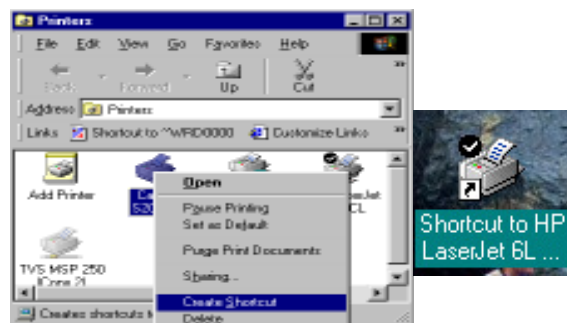 Printers
File Edit View Go Favorites Help
Back Forward Up Cut
Address Printers
Links Shortcut to ~WRD0000 Customize Links
Add Printer
CL
TVS MSP 250
Open
Pause Printing
Set as Default
Purge Print Documents
Sharing...
Create Shortcut
Delete
Creates shortcuts
Shortcut to HP
LaserJet 6L ...